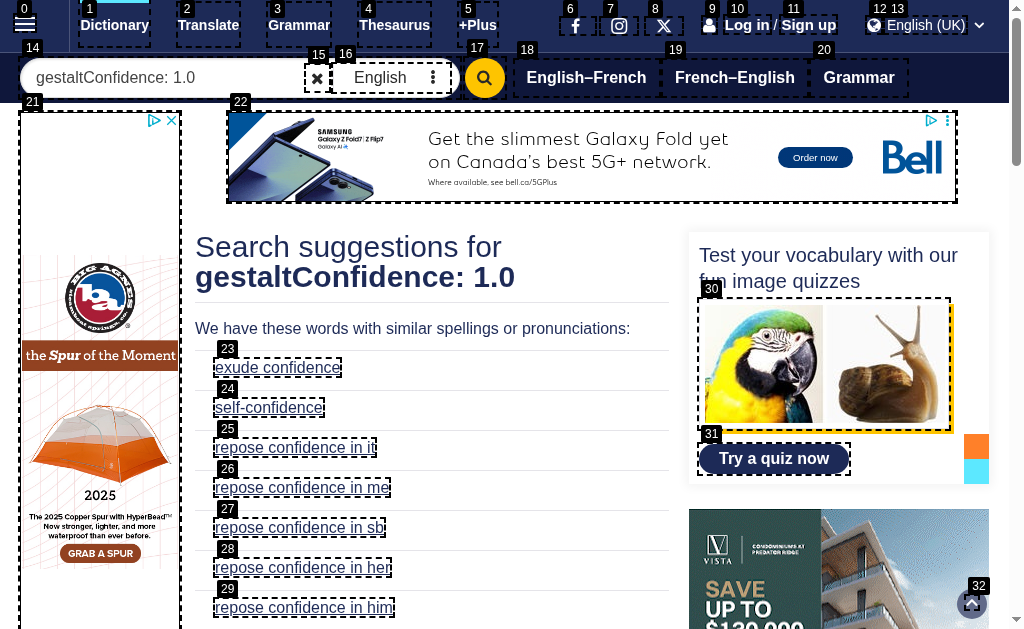 0 1 2 3 4 5 6 7 8 9 10 11 12 13
Dictionary Translate Grammar Thesaurus +Plus Log in / Sign up English (UK)
14 15 16 17 18 19 20
gestaltConfidence: 1.0 English English–French French–English Grammar
21 22
SAMSUNG
Galaxy Z Fold7 | Z Flip7
Galaxy AI
Get the slimmest Galaxy Fold yet
on Canada's best 5G+ network.
Where available, see bell.ca/5GPlus
Order now
Bell
BIG AGNES
ba
the Spur of the Moment
2025
The 2025 Copper Spur with HyperBead™
Now stronger, lighter, and more
waterproof than ever before.
GRAB A SPUR
Search suggestions for
gestaltConfidence: 1.0
We have these words with similar spellings or pronunciations:
23
exude confidence
24
self-confidence
25
repose confidence in it
26
repose confidence in me
27
repose confidence in sb
28
repose confidence in her
29
repose confidence in him
Test your vocabulary with our
fun image quizzes
30
31
Try a quiz now
VISTA
CONDOMINIUMS AT
PREDATOR RIDGE
SAVE
UP TO
$130,000
32